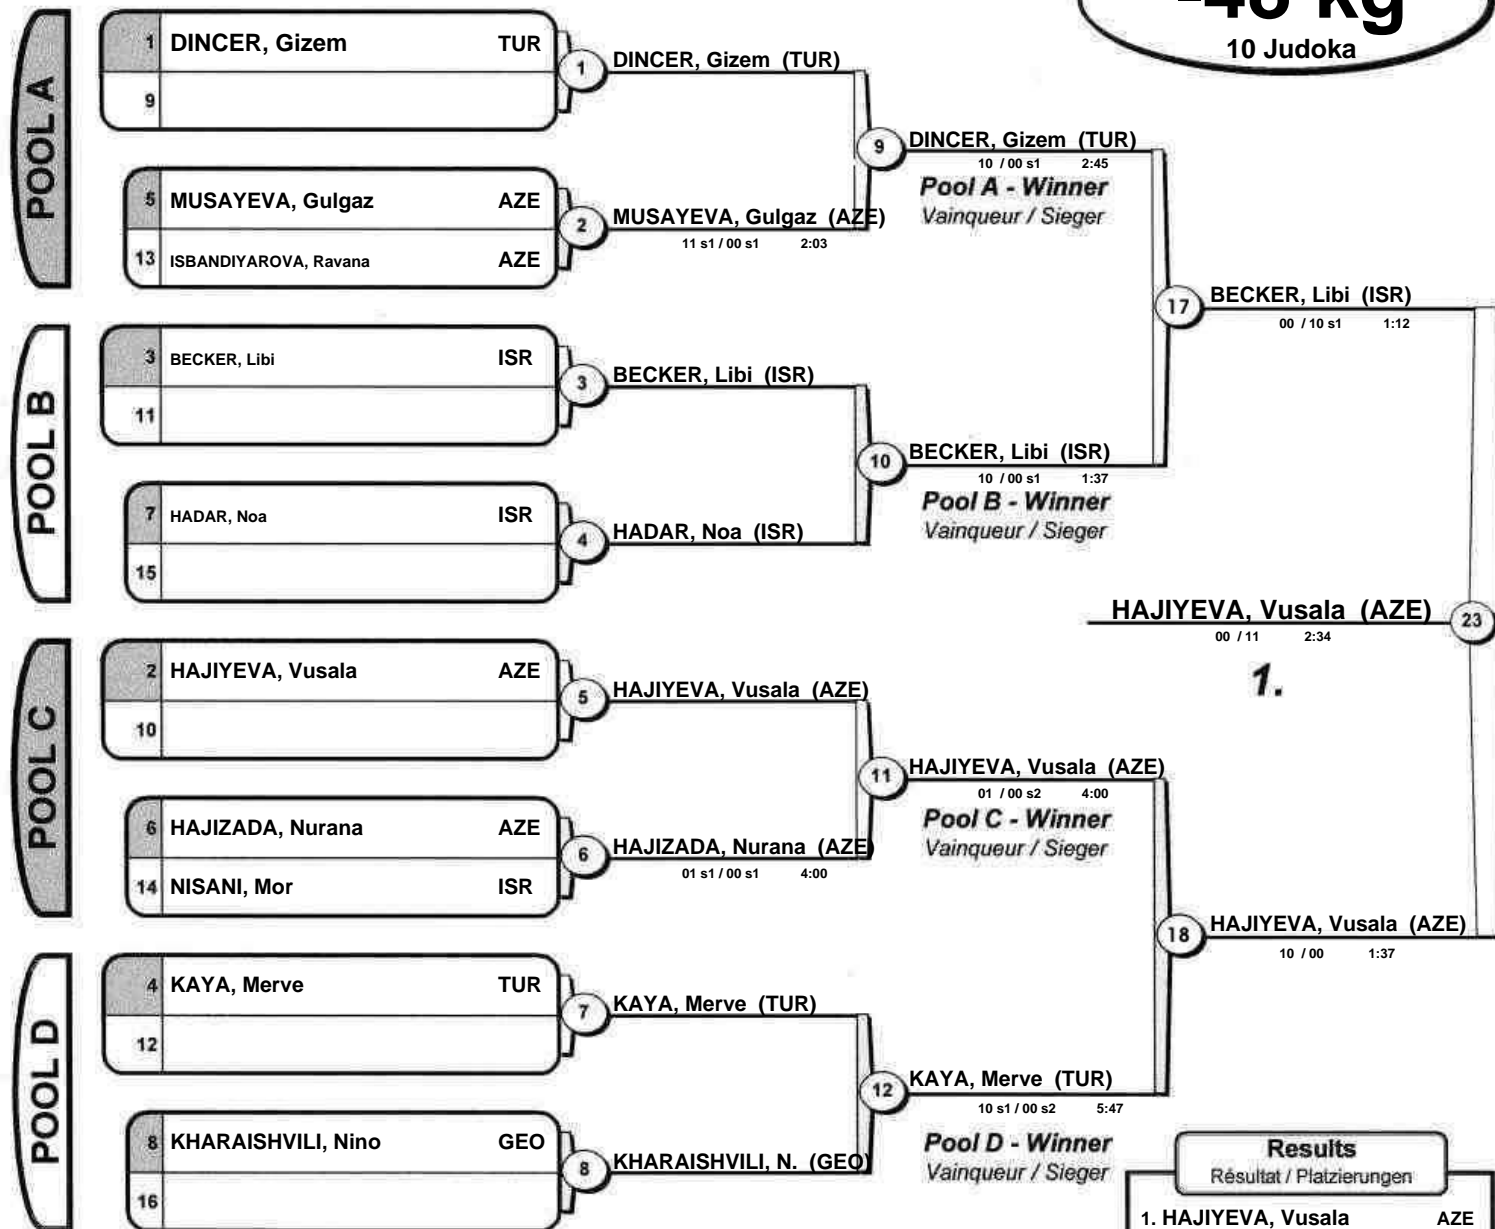 -48 kg
10 Judoka
POOL A
1 DINCER, Gizem TUR
9
1
DINCER, Gizem (TUR)
5 MUSAYEVA, Gulgaz AZE
13 ISBANDIYAROVA, Ravana AZE
2
MUSAYEVA, Gulgaz (AZE)
11 s1 / 00 s1 2:03
9
DINCER, Gizem (TUR)
10 / 00 s1 2:45
Pool A - Winner
Vainqueur / Sieger
POOL B
3 BECKER, Libi ISR
11
3
BECKER, Libi (ISR)
7 HADAR, Noa ISR
15
4
HADAR, Noa (ISR)
10
BECKER, Libi (ISR)
10 / 00 s1 1:37
Pool B - Winner
Vainqueur / Sieger
17
BECKER, Libi (ISR)
00 / 10 s1 1:12
HAJIYEVA, Vusala (AZE)
23
00 / 11 2:34
1.
POOL C
2 HAJIYEVA, Vusala AZE
10
5
HAJIYEVA, Vusala (AZE)
6 HAJIZADA, Nurana AZE
14 NISANI, Mor ISR
6
HAJIZADA, Nurana (AZE)
01 s1 / 00 s1 4:00
11
HAJIYEVA, Vusala (AZE)
01 / 00 s2 4:00
Pool C - Winner
Vainqueur / Sieger
18
HAJIYEVA, Vusala (AZE)
10 / 00 1:37
POOL D
4 KAYA, Merve TUR
12
7
KAYA, Merve (TUR)
8 KHARAISHVILI, Nino GEO
16
8
KHARAISHVILI, N. (GEO)
12
KAYA, Merve (TUR)
10 s1 / 00 s2 5:47
Pool D - Winner
Vainqueur / Sieger
Results
Résultat / Platzierungen
1. HAJIYEVA, Vusala AZE